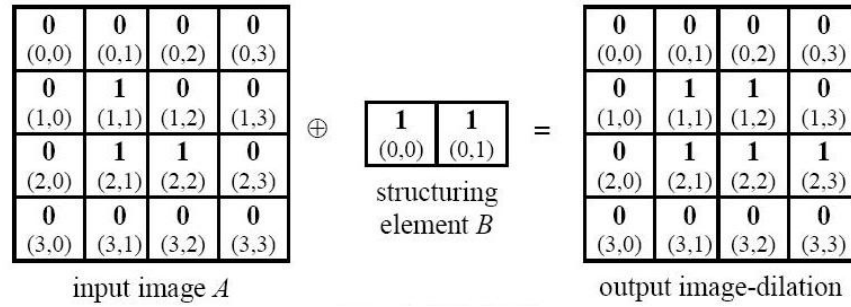 0 0 0 0
(0,0) (0,1) (0,2) (0,3)
0 1 0 0
(1,0) (1,1) (1,2) (1,3)
0 1 1 0
(2,0) (2,1) (2,2) (2,3)
0 0 0 0
(3,0) (3,1) (3,2) (3,3)
input image A
⊕
1 1
(0,0) (0,1)
structuring
element B
=
0 0 0 0
(0,0) (0,1) (0,2) (0,3)
0 1 1 0
(1,0) (1,1) (1,2) (1,3)
0 1 1 1
(2,0) (2,1) (2,2) (2,3)
0 0 0 0
(3,0) (3,1) (3,2) (3,3)
output image-dilation